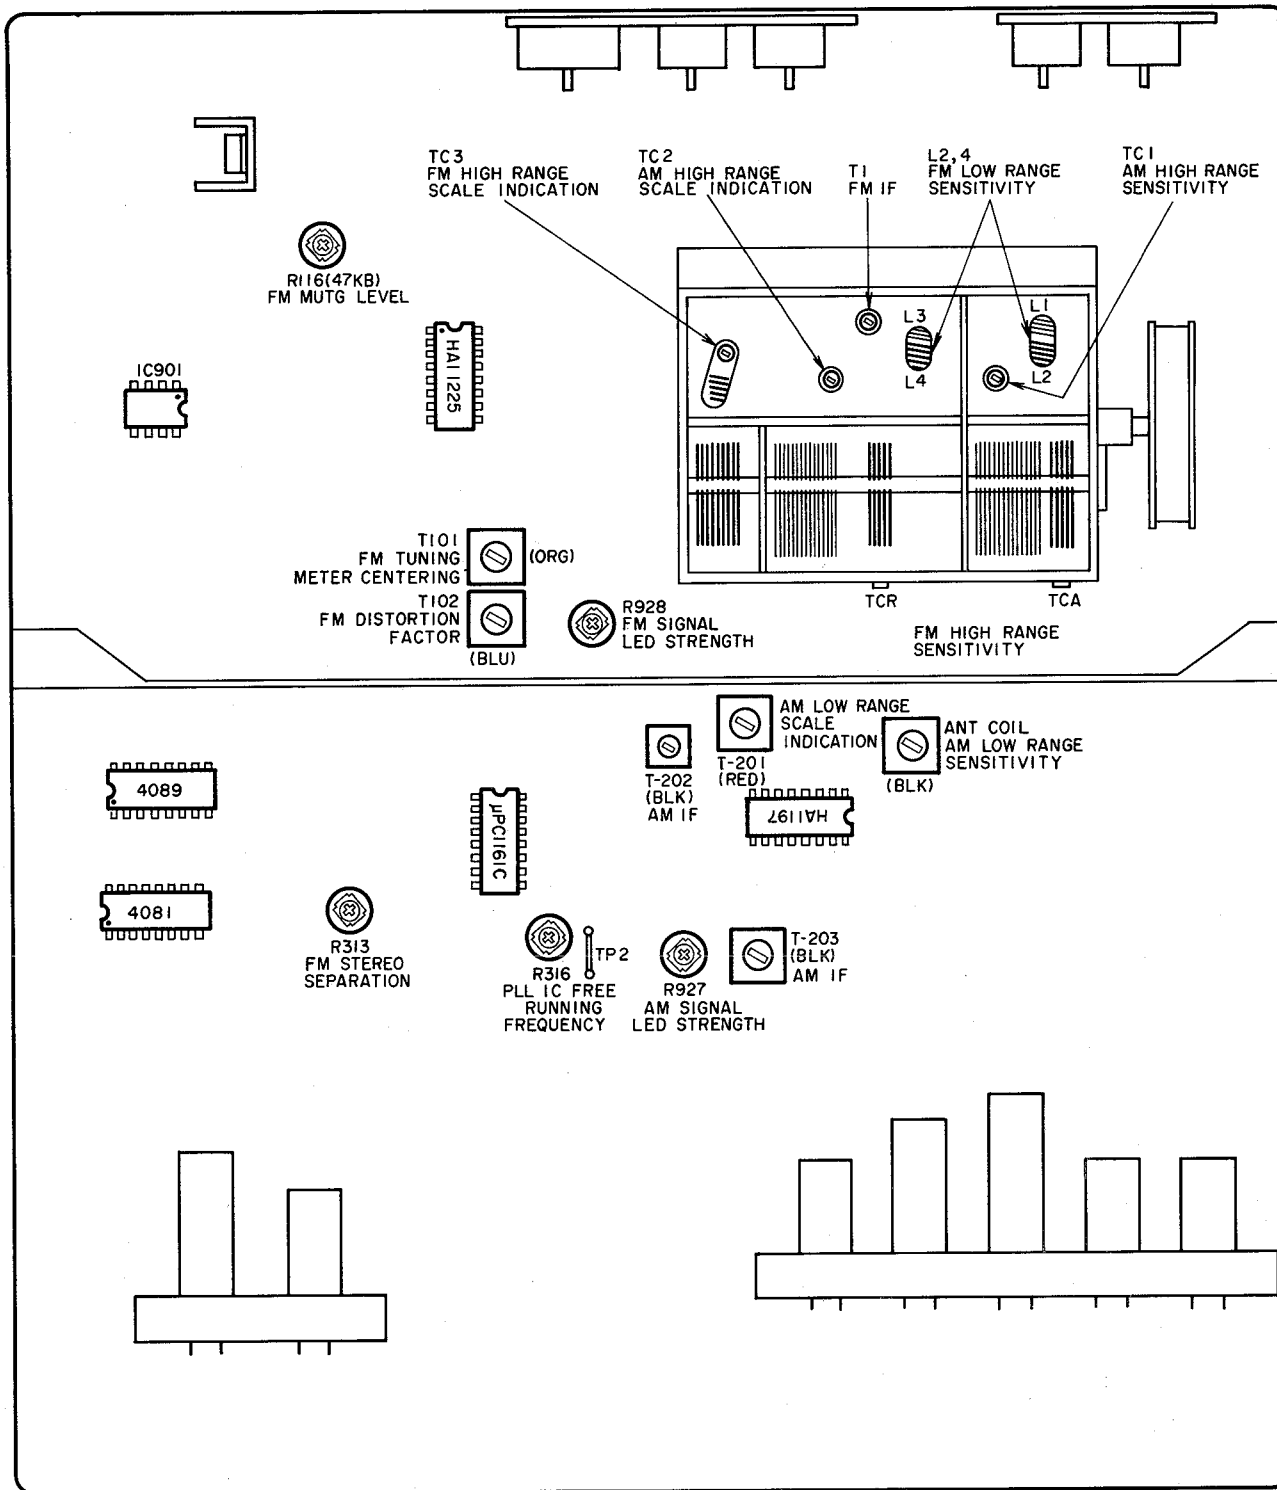 TC3
FM HIGH RANGE
SCALE INDICATION
TC2
AM HIGH RANGE
SCALE INDICATION
T1
FM IF
L2,4
FM LOW RANGE
SENSITIVITY
TC1
AM HIGH RANGE
SENSITIVITY
R116(47KB)
FM MUTG LEVEL
IC901
HA11225
L3
L4
L1
L2
T101
FM TUNING
METER CENTERING
(ORG)
T102
FM DISTORTION
FACTOR
(BLU)
R928
FM SIGNAL
LED STRENGTH
TCR
TCA
FM HIGH RANGE
SENSITIVITY
AM LOW RANGE
SCALE
INDICATION
T-201
(RED)
T-202
(BLK)
AM IF
ANT COIL
AM LOW RANGE
SENSITIVITY
(BLK)
4089
µPC1161C
HA1197
4081
R313
FM STEREO
SEPARATION
R316
PLL IC FREE
RUNNING
FREQUENCY
TP2
R927
AM SIGNAL
LED STRENGTH
T-203
(BLK)
AM IF